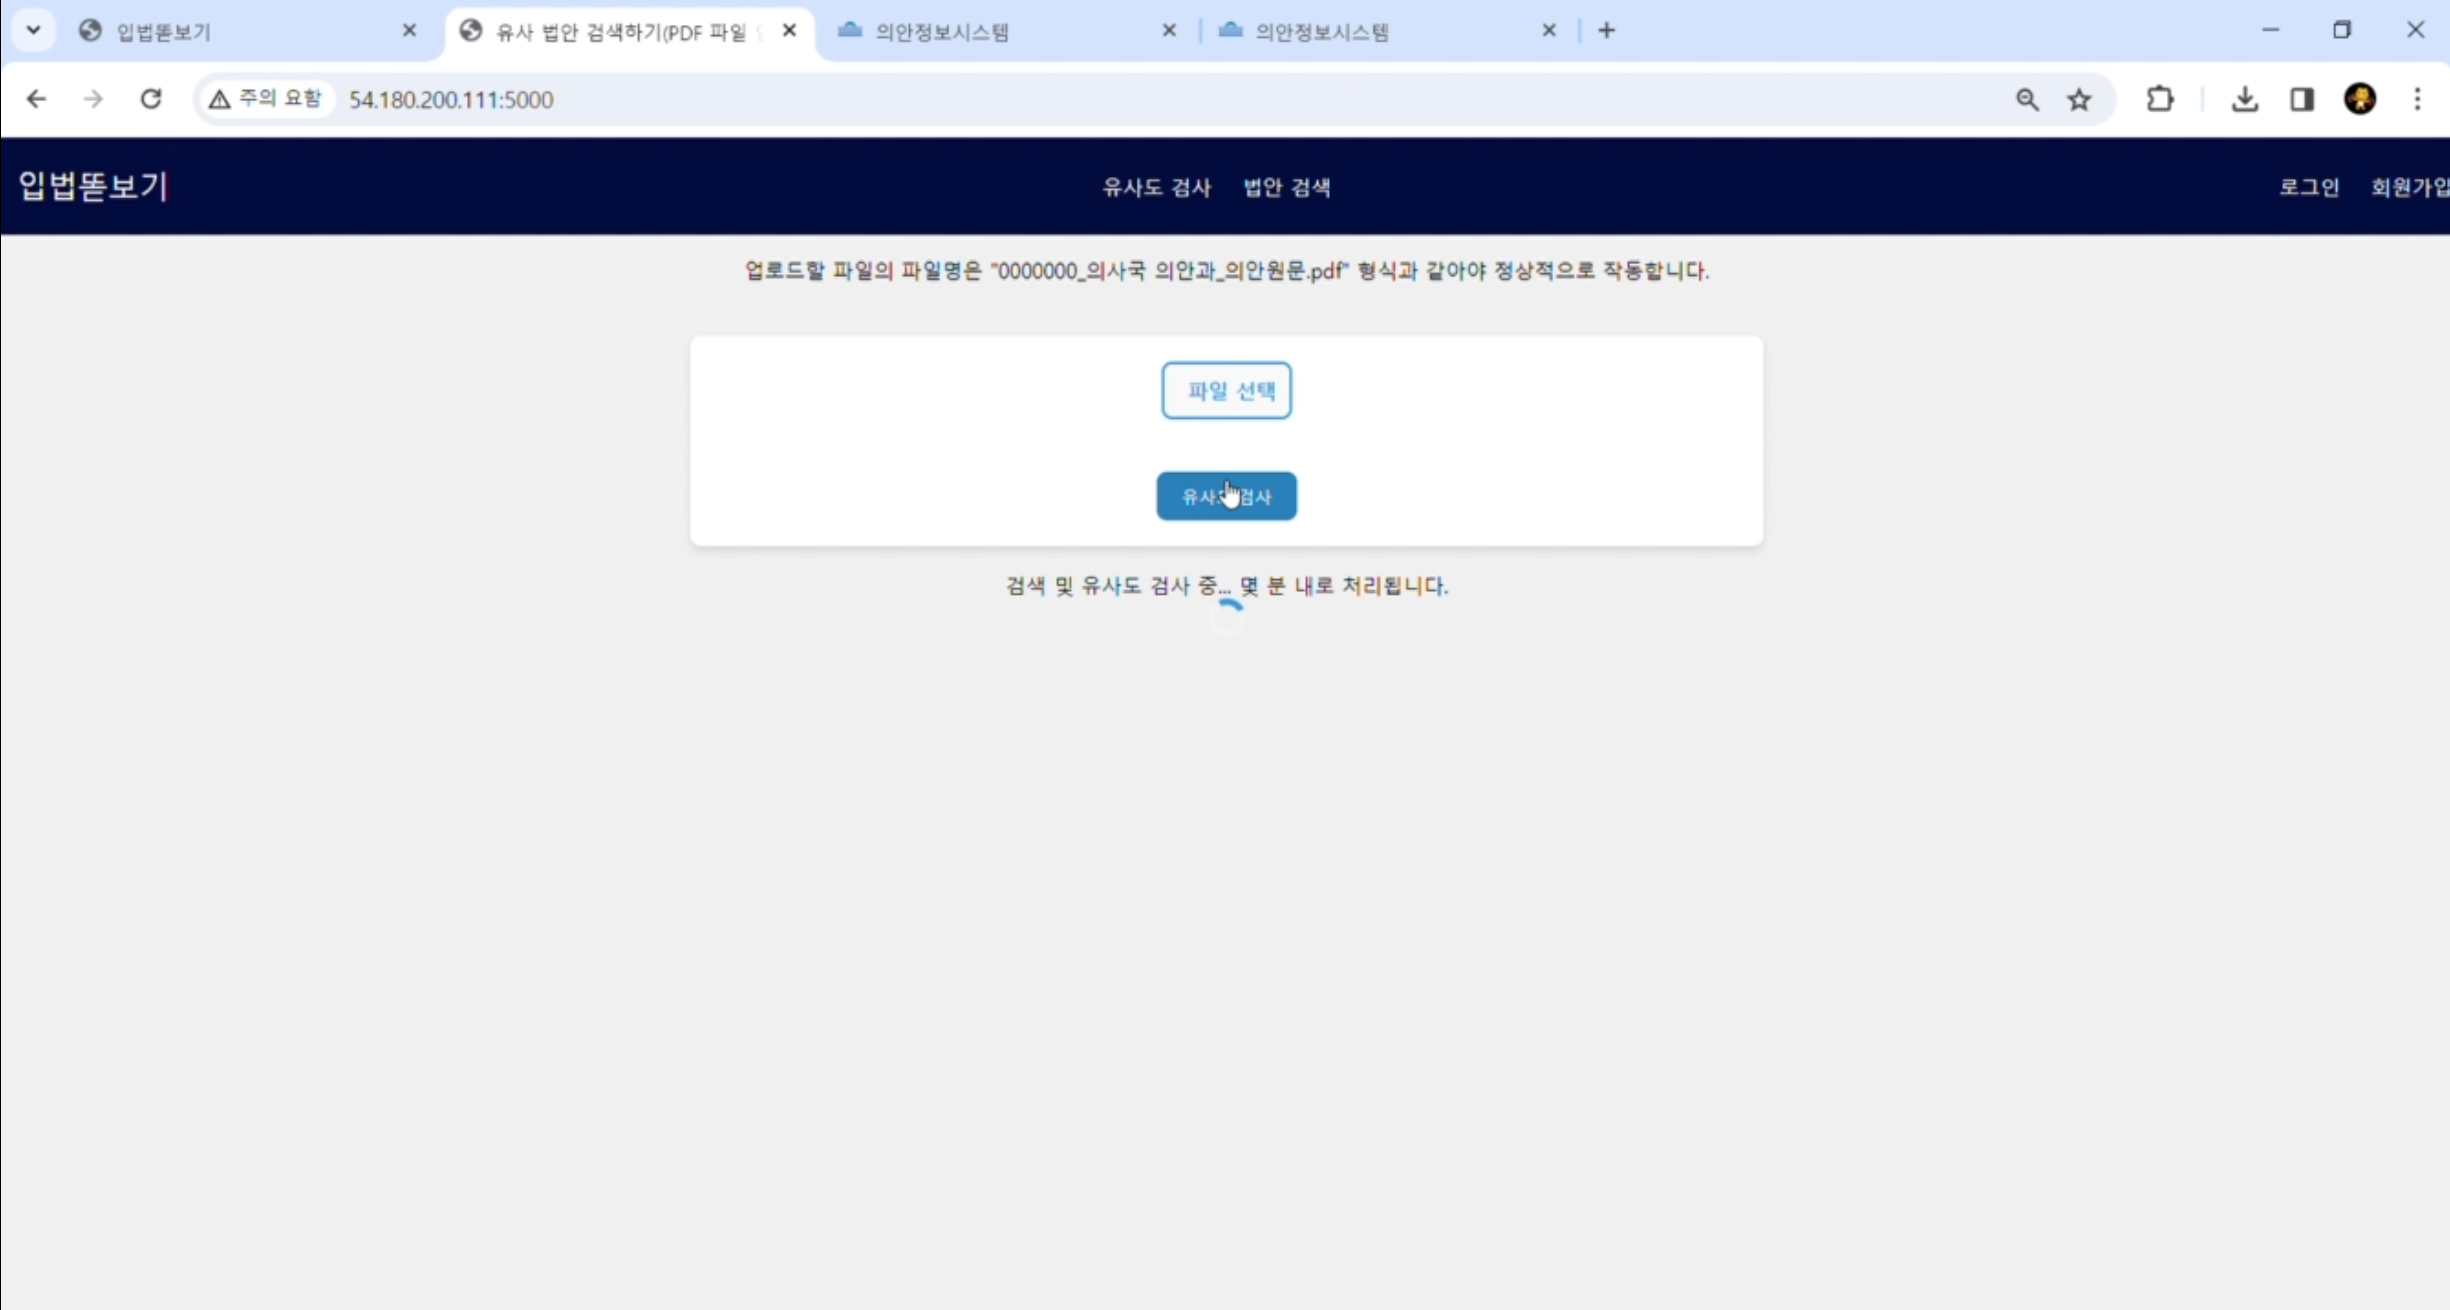 입법똗보기
유사 법안 검색하기(PDF 파일
의안정보시스템
의안정보시스템
주의 요함
54.180.200.111:5000
입법똗보기
유사도 검사
법안 검색
로그인
회원가입
업로드할 파일의 파일명은 "0000000_의사국 의안과_의안원문.pdf" 형식과 같아야 정상적으로 작동합니다.
파일 선택
유사 검사
검색 및 유사도 검사 중... 몇 분 내로 처리됩니다.